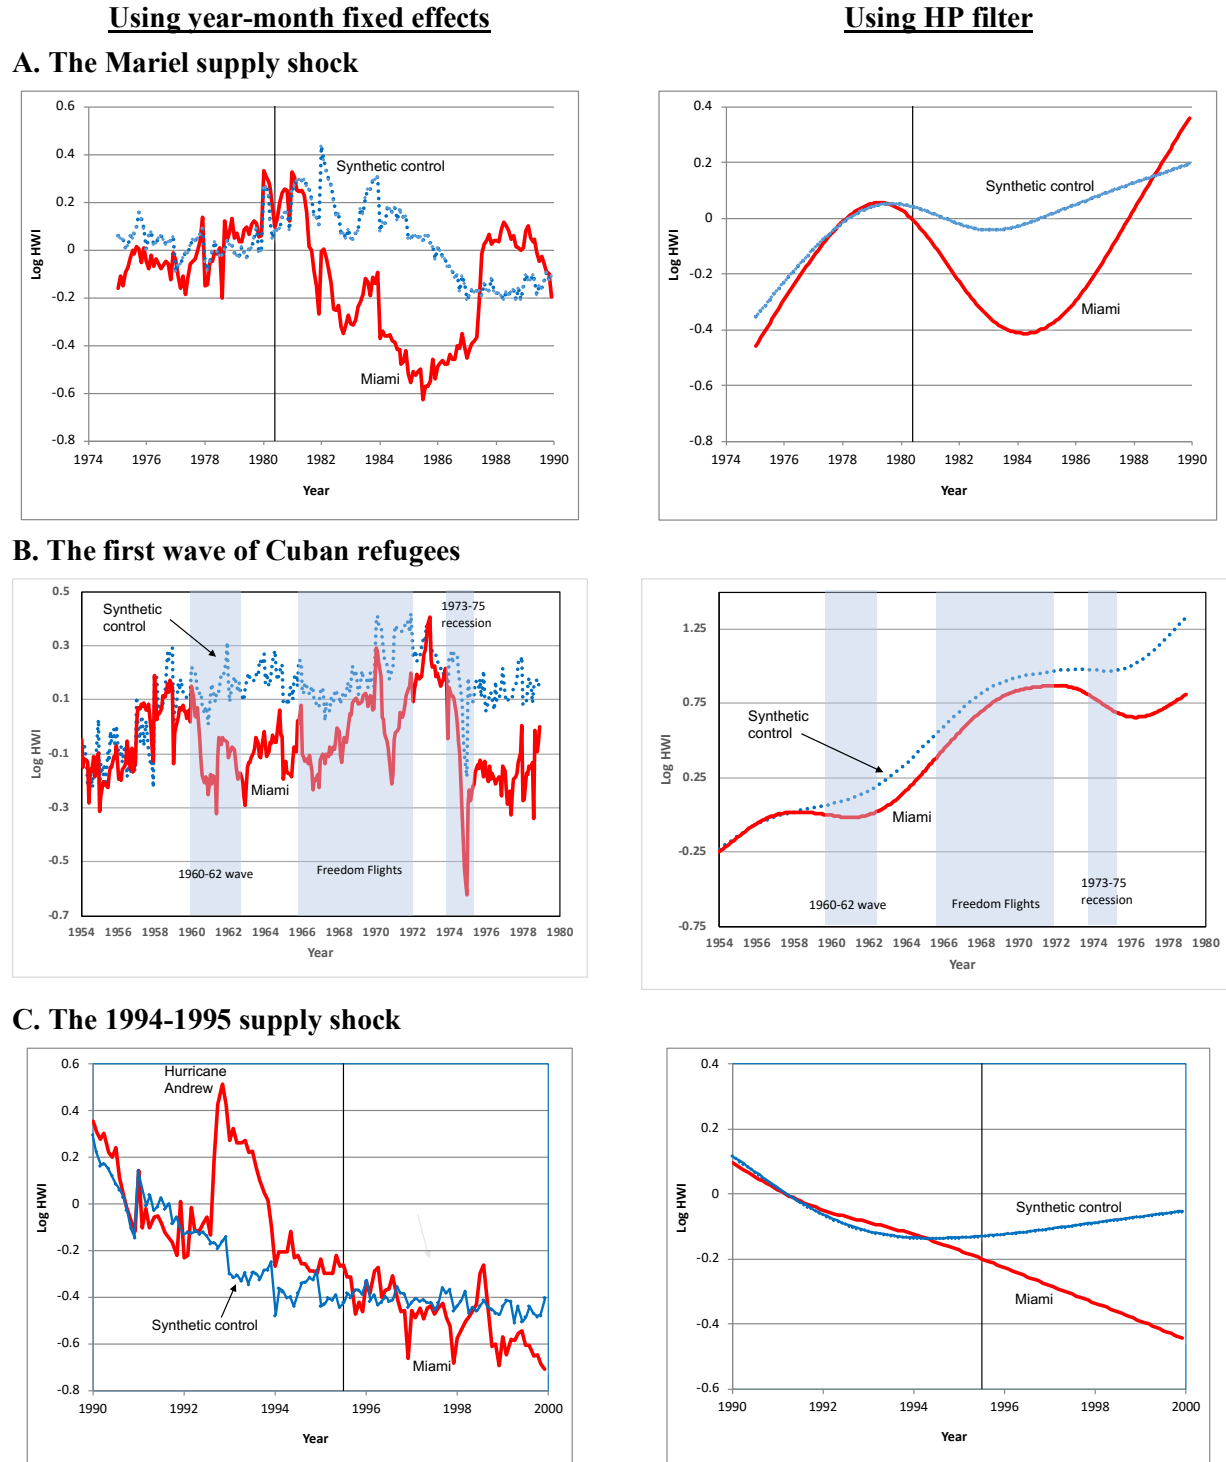 Using year-month fixed effects
Using HP filter
A. The Mariel supply shock
0.6
0.4
0.2
0
-0.2
-0.4
-0.6
-0.8
Log HWI
Synthetic control
Miami
1974 1976 1978 1980 1982 1984 1986 1988 1990
Year
0.4
0.2
0
-0.2
-0.4
-0.6
-0.8
Log HWI
Synthetic control
Miami
1974 1976 1978 1980 1982 1984 1986 1988 1990
Year
B. The first wave of Cuban refugees
0.5
0.3
0.1
-0.1
-0.3
-0.5
-0.7
Log HWI
Synthetic
control
1973-75
recession
Miami
1960-62 wave
Freedom Flights
1954 1956 1958 1960 1962 1964 1966 1968 1970 1972 1974 1976 1978 1980
Year
1.25
0.75
0.25
-0.25
-0.75
Log HWI
Synthetic
control
Miami
1973-75
recession
1960-62 wave
Freedom Flights
1954 1956 1958 1960 1962 1964 1966 1968 1970 1972 1974 1976 1978 1980
Year
C. The 1994-1995 supply shock
0.6
0.4
0.2
0
-0.2
-0.4
-0.6
-0.8
Log HWI
Hurricane
Andrew
Synthetic control
Miami
1990 1992 1994 1996 1998 2000
Year
0.4
0.2
0
-0.2
-0.4
-0.6
Log HWI
Synthetic control
Miami
1990 1992 1994 1996 1998 2000
Year